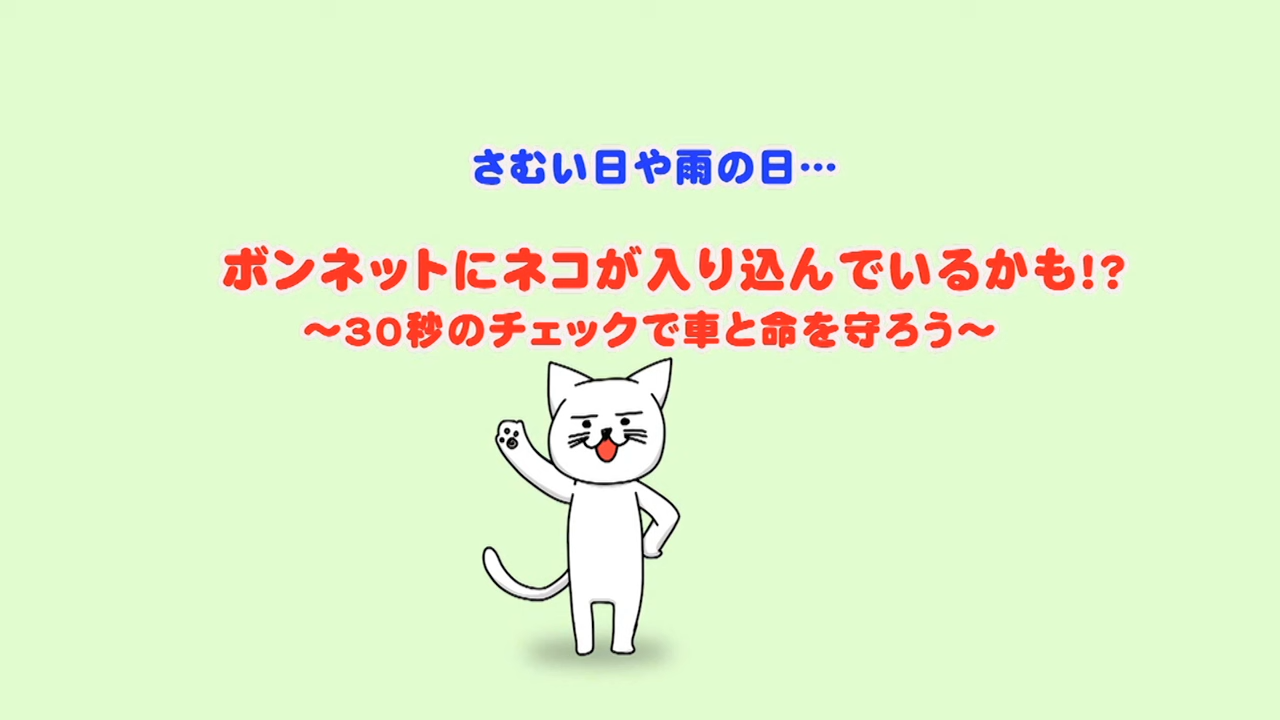 さむい日や雨の日…
ボンネットにネコが入り込んでいるかも!?
〜30秒のチェックで車と命を守ろう〜